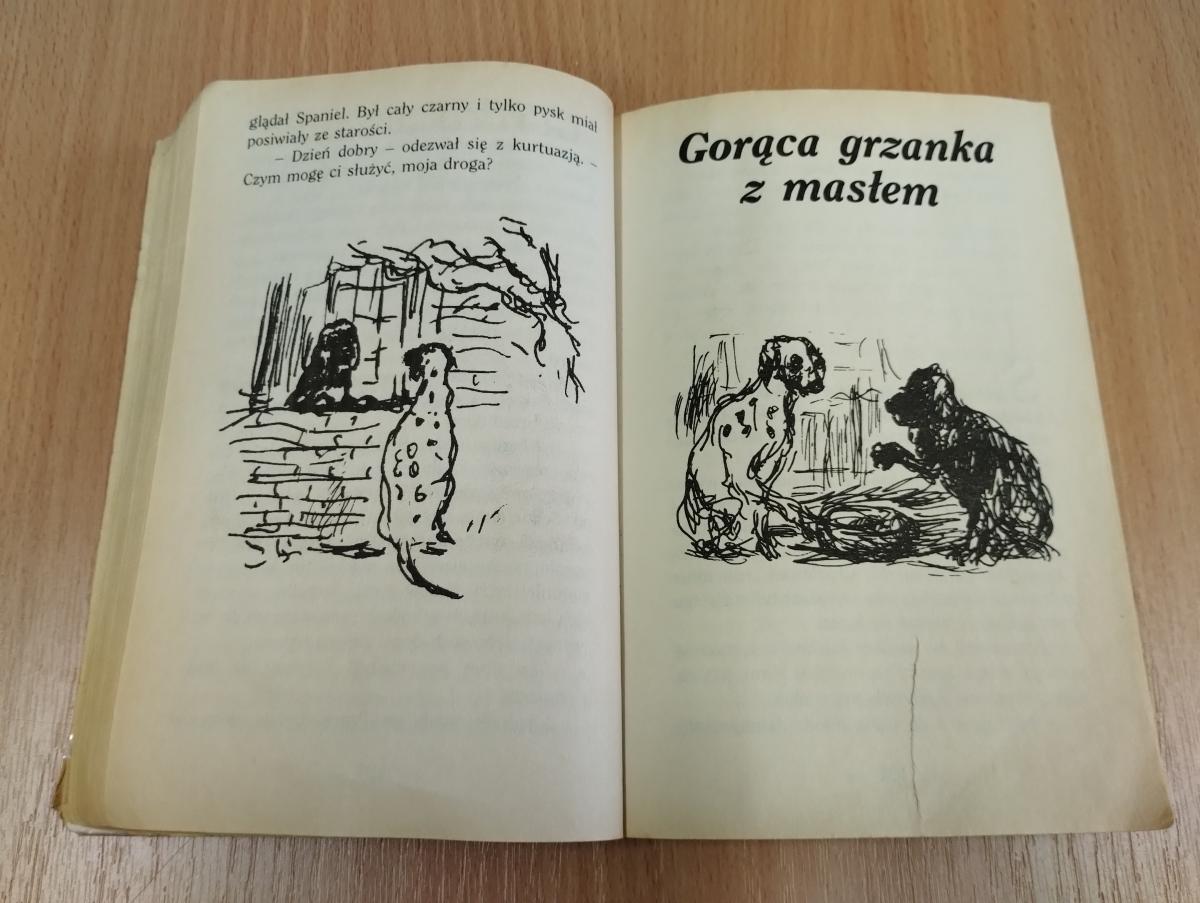 glądał Spaniel. Był cały czarny i tylko pysk miał
posiwiały ze starości.
– Dzień dobry – odezwał się z kurtuazją. –
Czym mogę ci służyć, moja droga?
Gorąca grzanka
z masłem